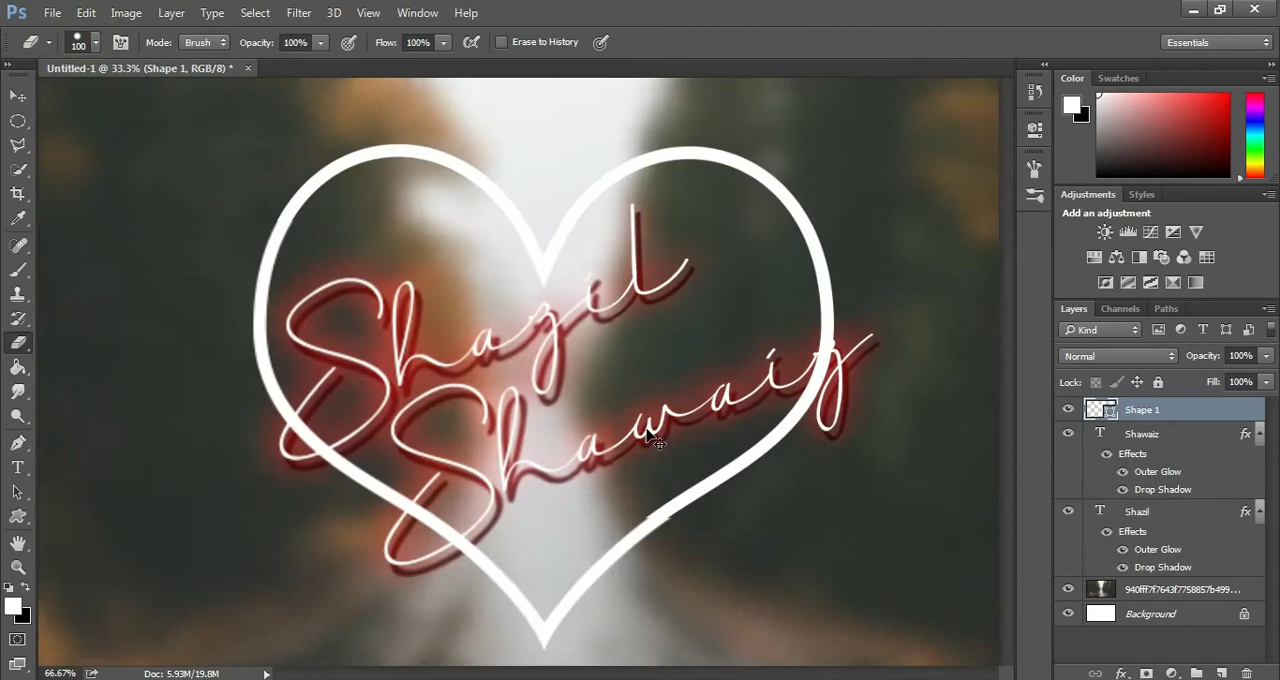 Ps File Edit Image Layer Type Select Filter 3D View Window Help
100 Mode: Brush Opacity: 100% Flow: 100% Erase to History Essentials
Untitled-1 @ 33.3% (Shape 1, RGB/8) * ×
Color Swatches
Adjustments Styles
Add an adjustment
Layers Channels Paths
Kind
Normal Opacity: 100%
Lock: Fill: 100%
Shape 1
Shawaiz fx
Effects
Outer Glow
Drop Shadow
Shazil fx
Effects
Outer Glow
Drop Shadow
940fff7f7643f7758857b499...
Background
Shazil
Shawaiz
66.67% Doc: 5.93M/19.8M